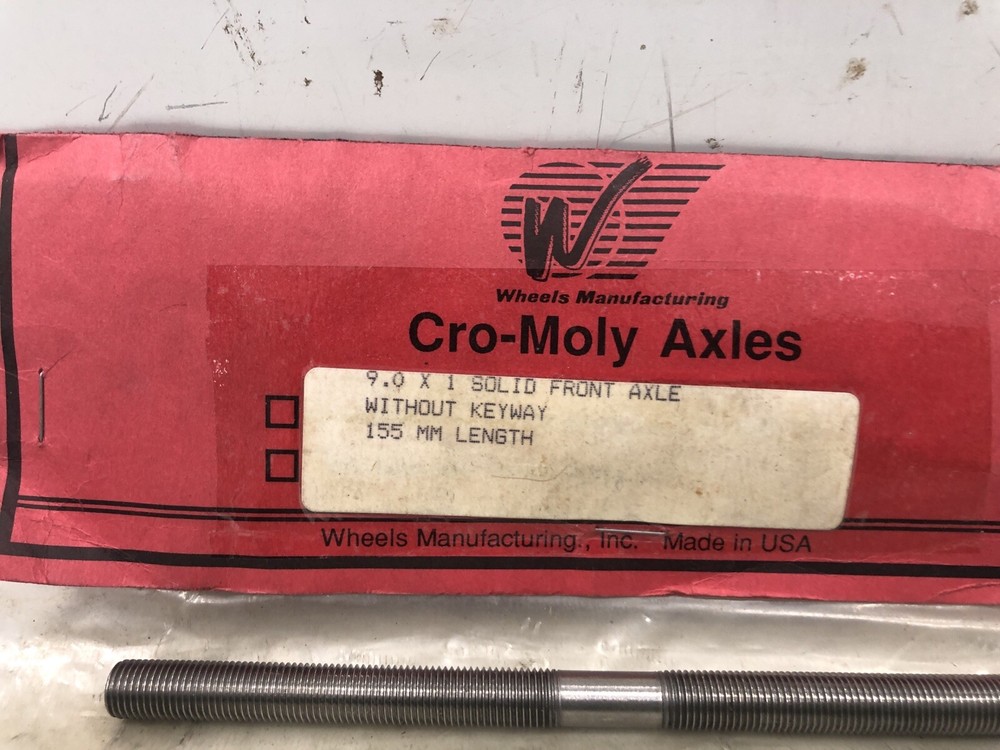 W
Wheels Manufacturing
Cro-Moly Axles
9.0 X 1 SOLID FRONT AXLE
WITHOUT KEYWAY
155 MM LENGTH
Wheels Manufacturing., Inc. Made in USA